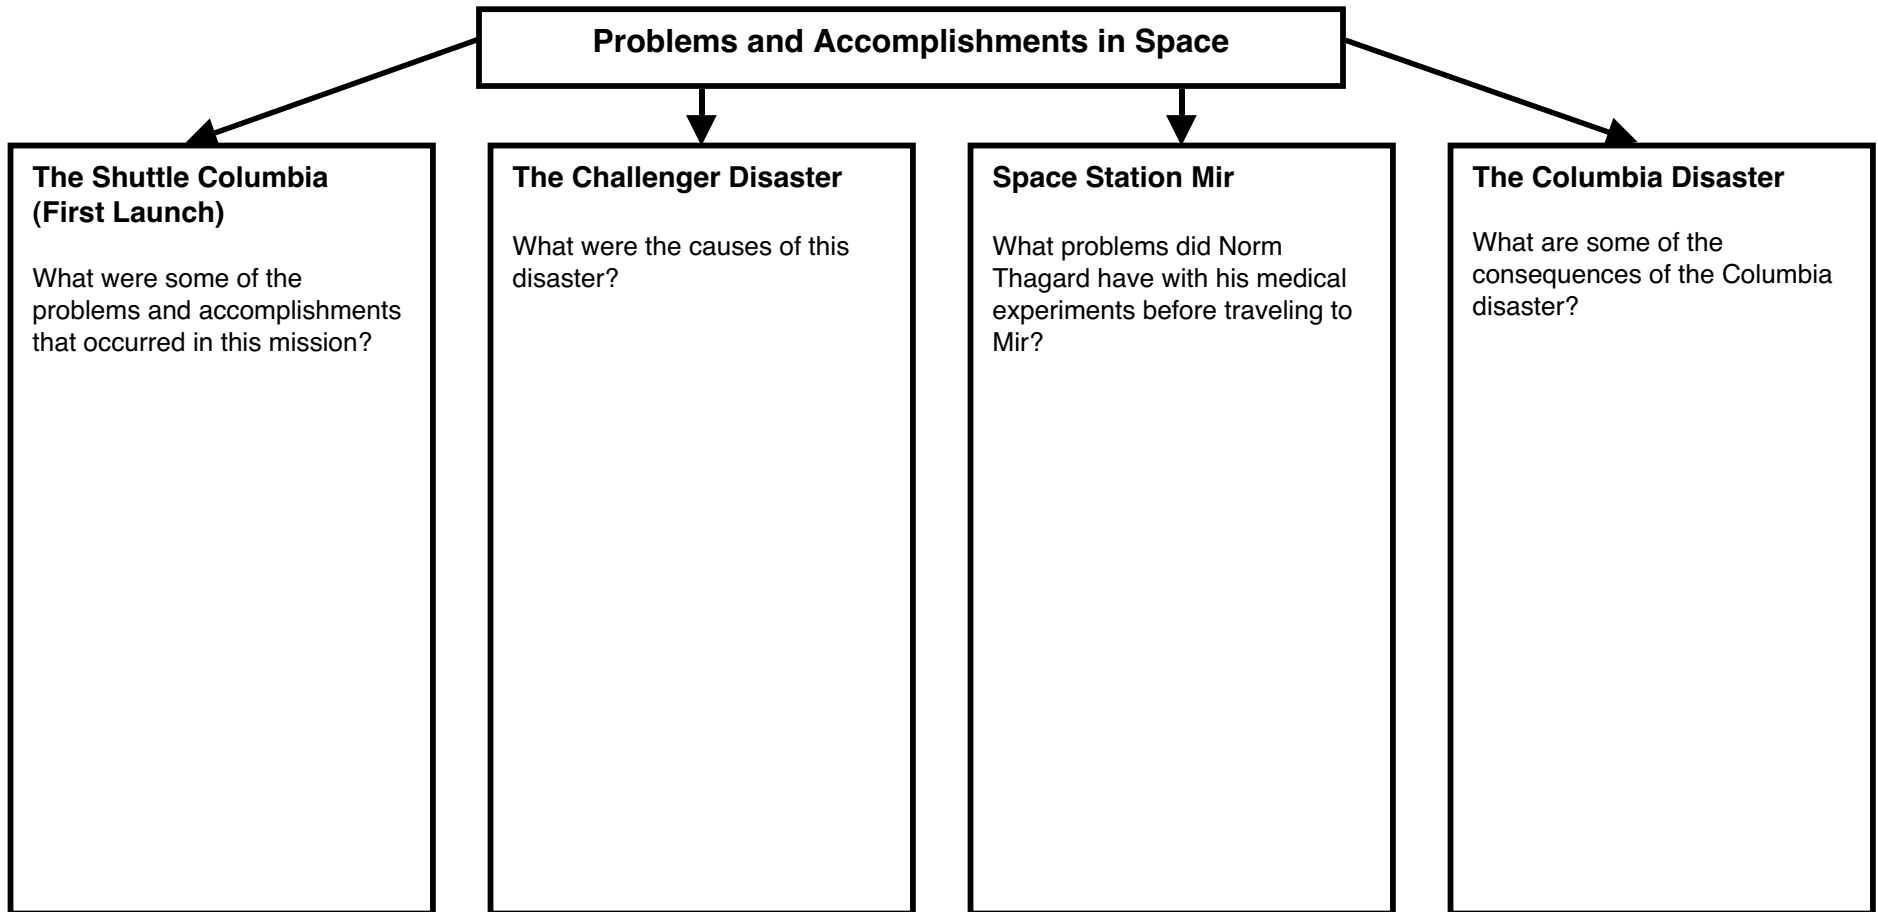 Problems and Accomplishments in Space
The Shuttle Columbia
(First Launch)
What were some of the
problems and accomplishments
that occurred in this mission?
The Challenger Disaster
What were the causes of this
disaster?
Space Station Mir
What problems did Norm
Thagard have with his medical
experiments before traveling to
Mir?
The Columbia Disaster
What are some of the
consequences of the Columbia
disaster?